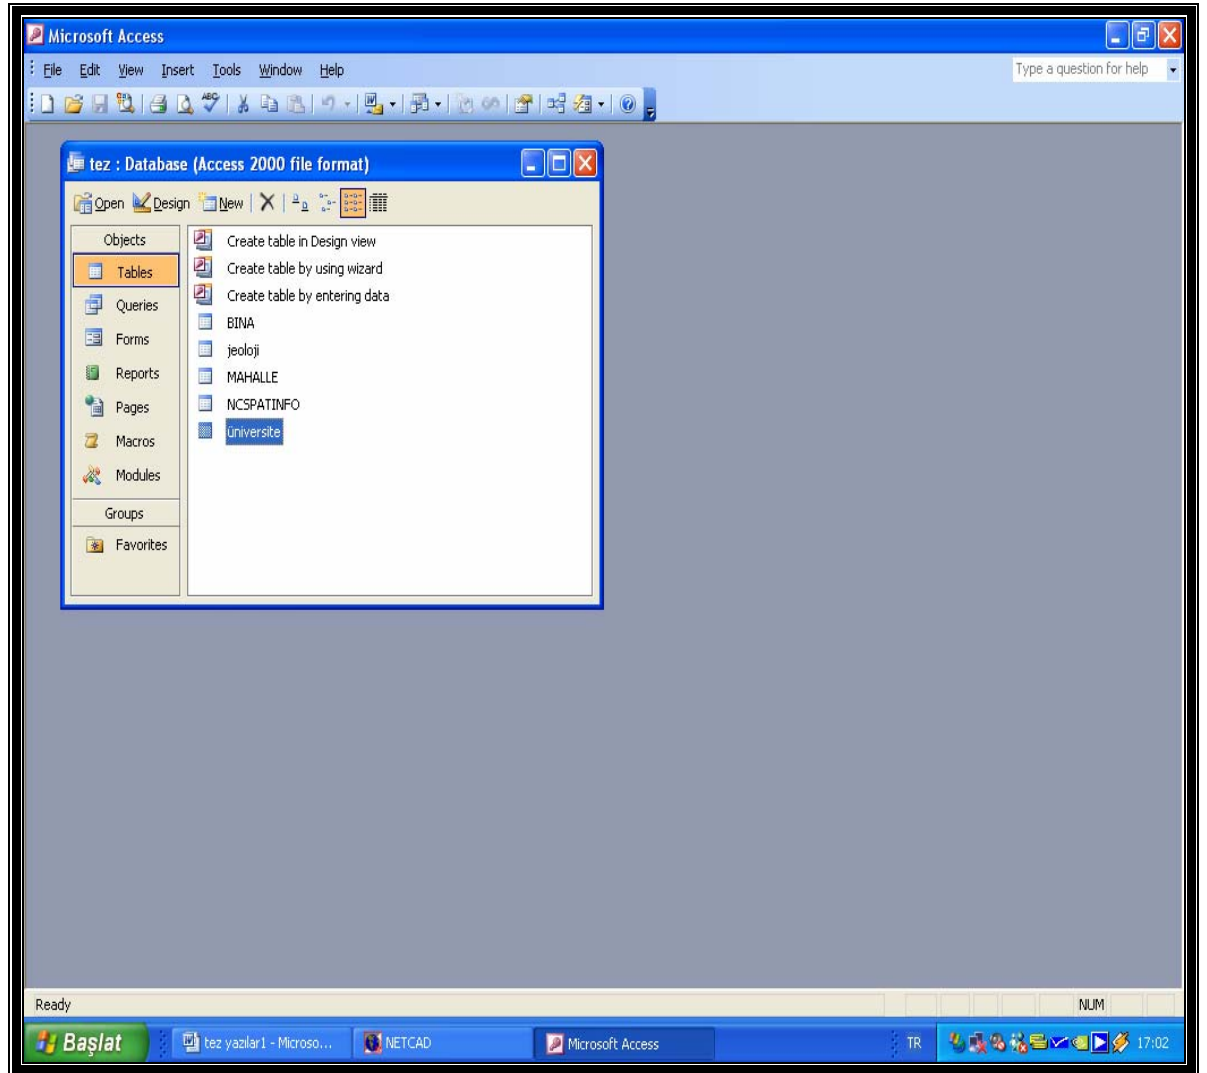 Microsoft Access
File Edit View Insert Tools Window Help Type a question for help
tez : Database (Access 2000 file format)
Open Design New
Objects
Tables
Queries
Forms
Reports
Pages
Macros
Modules
Groups
Favorites
Create table in Design view
Create table by using wizard
Create table by entering data
BINA
jeoloji
MAHALLE
NCSPATINFO
üniversite
Ready NUM
Başlat tez yazılar1 - Microso... NETCAD Microsoft Access TR 17:02